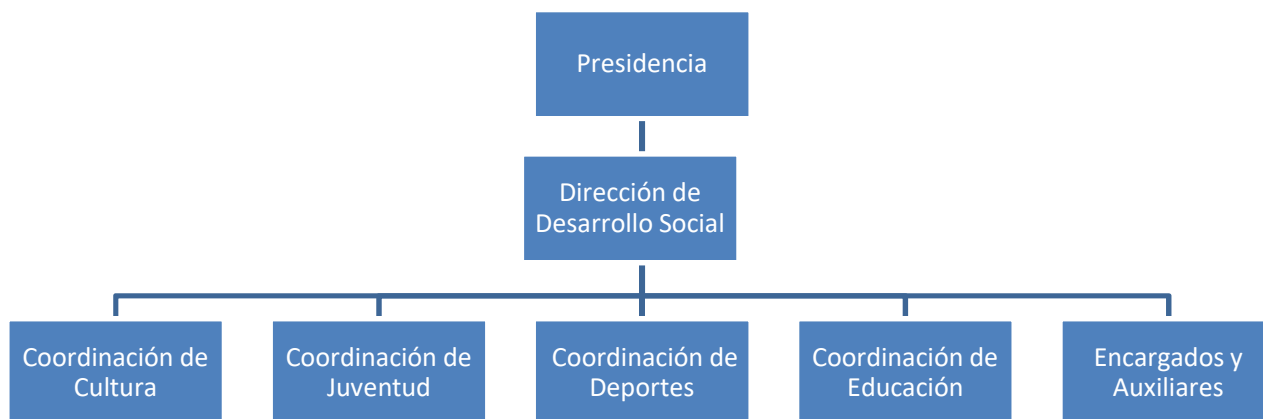 Presidencia
Dirección de
Desarrollo Social
Coordinación de
Cultura
Coordinación de
Juventud
Coordinación de
Deportes
Coordinación de
Educación
Encargados y
Auxiliares